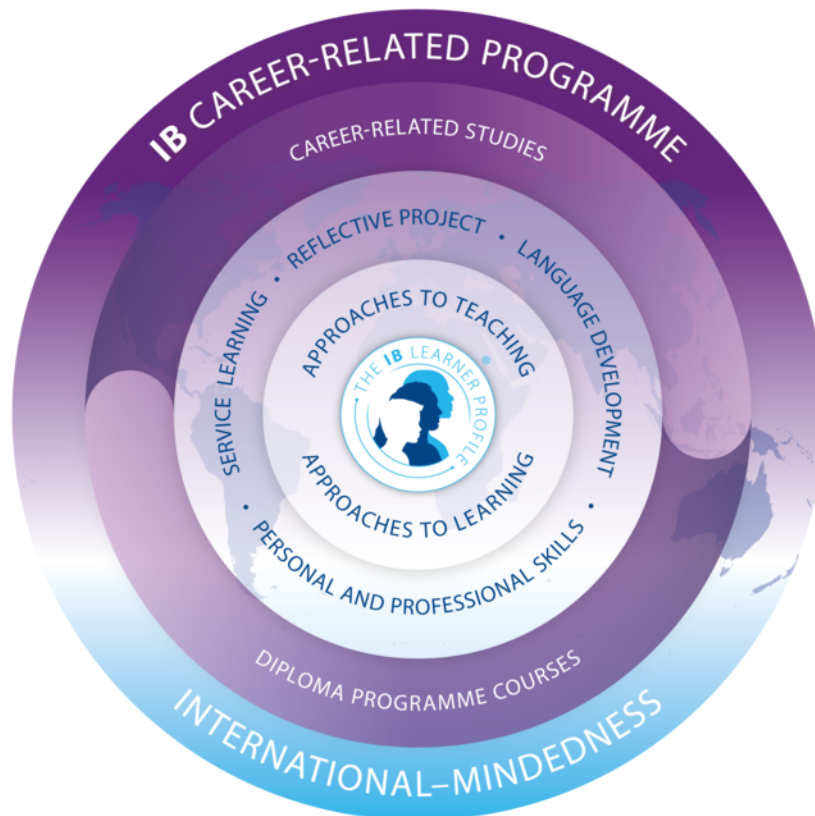 IB CAREER-RELATED PROGRAMME
CAREER-RELATED STUDIES
SERVICE LEARNING • REFLECTIVE PROJECT • LANGUAGE DEVELOPMENT •
APPROACHES TO TEACHING
• THE IB LEARNER PROFILE •
®
APPROACHES TO LEARNING
• PERSONAL AND PROFESSIONAL SKILLS
DIPLOMA PROGRAMME COURSES
INTERNATIONAL–MINDEDNESS